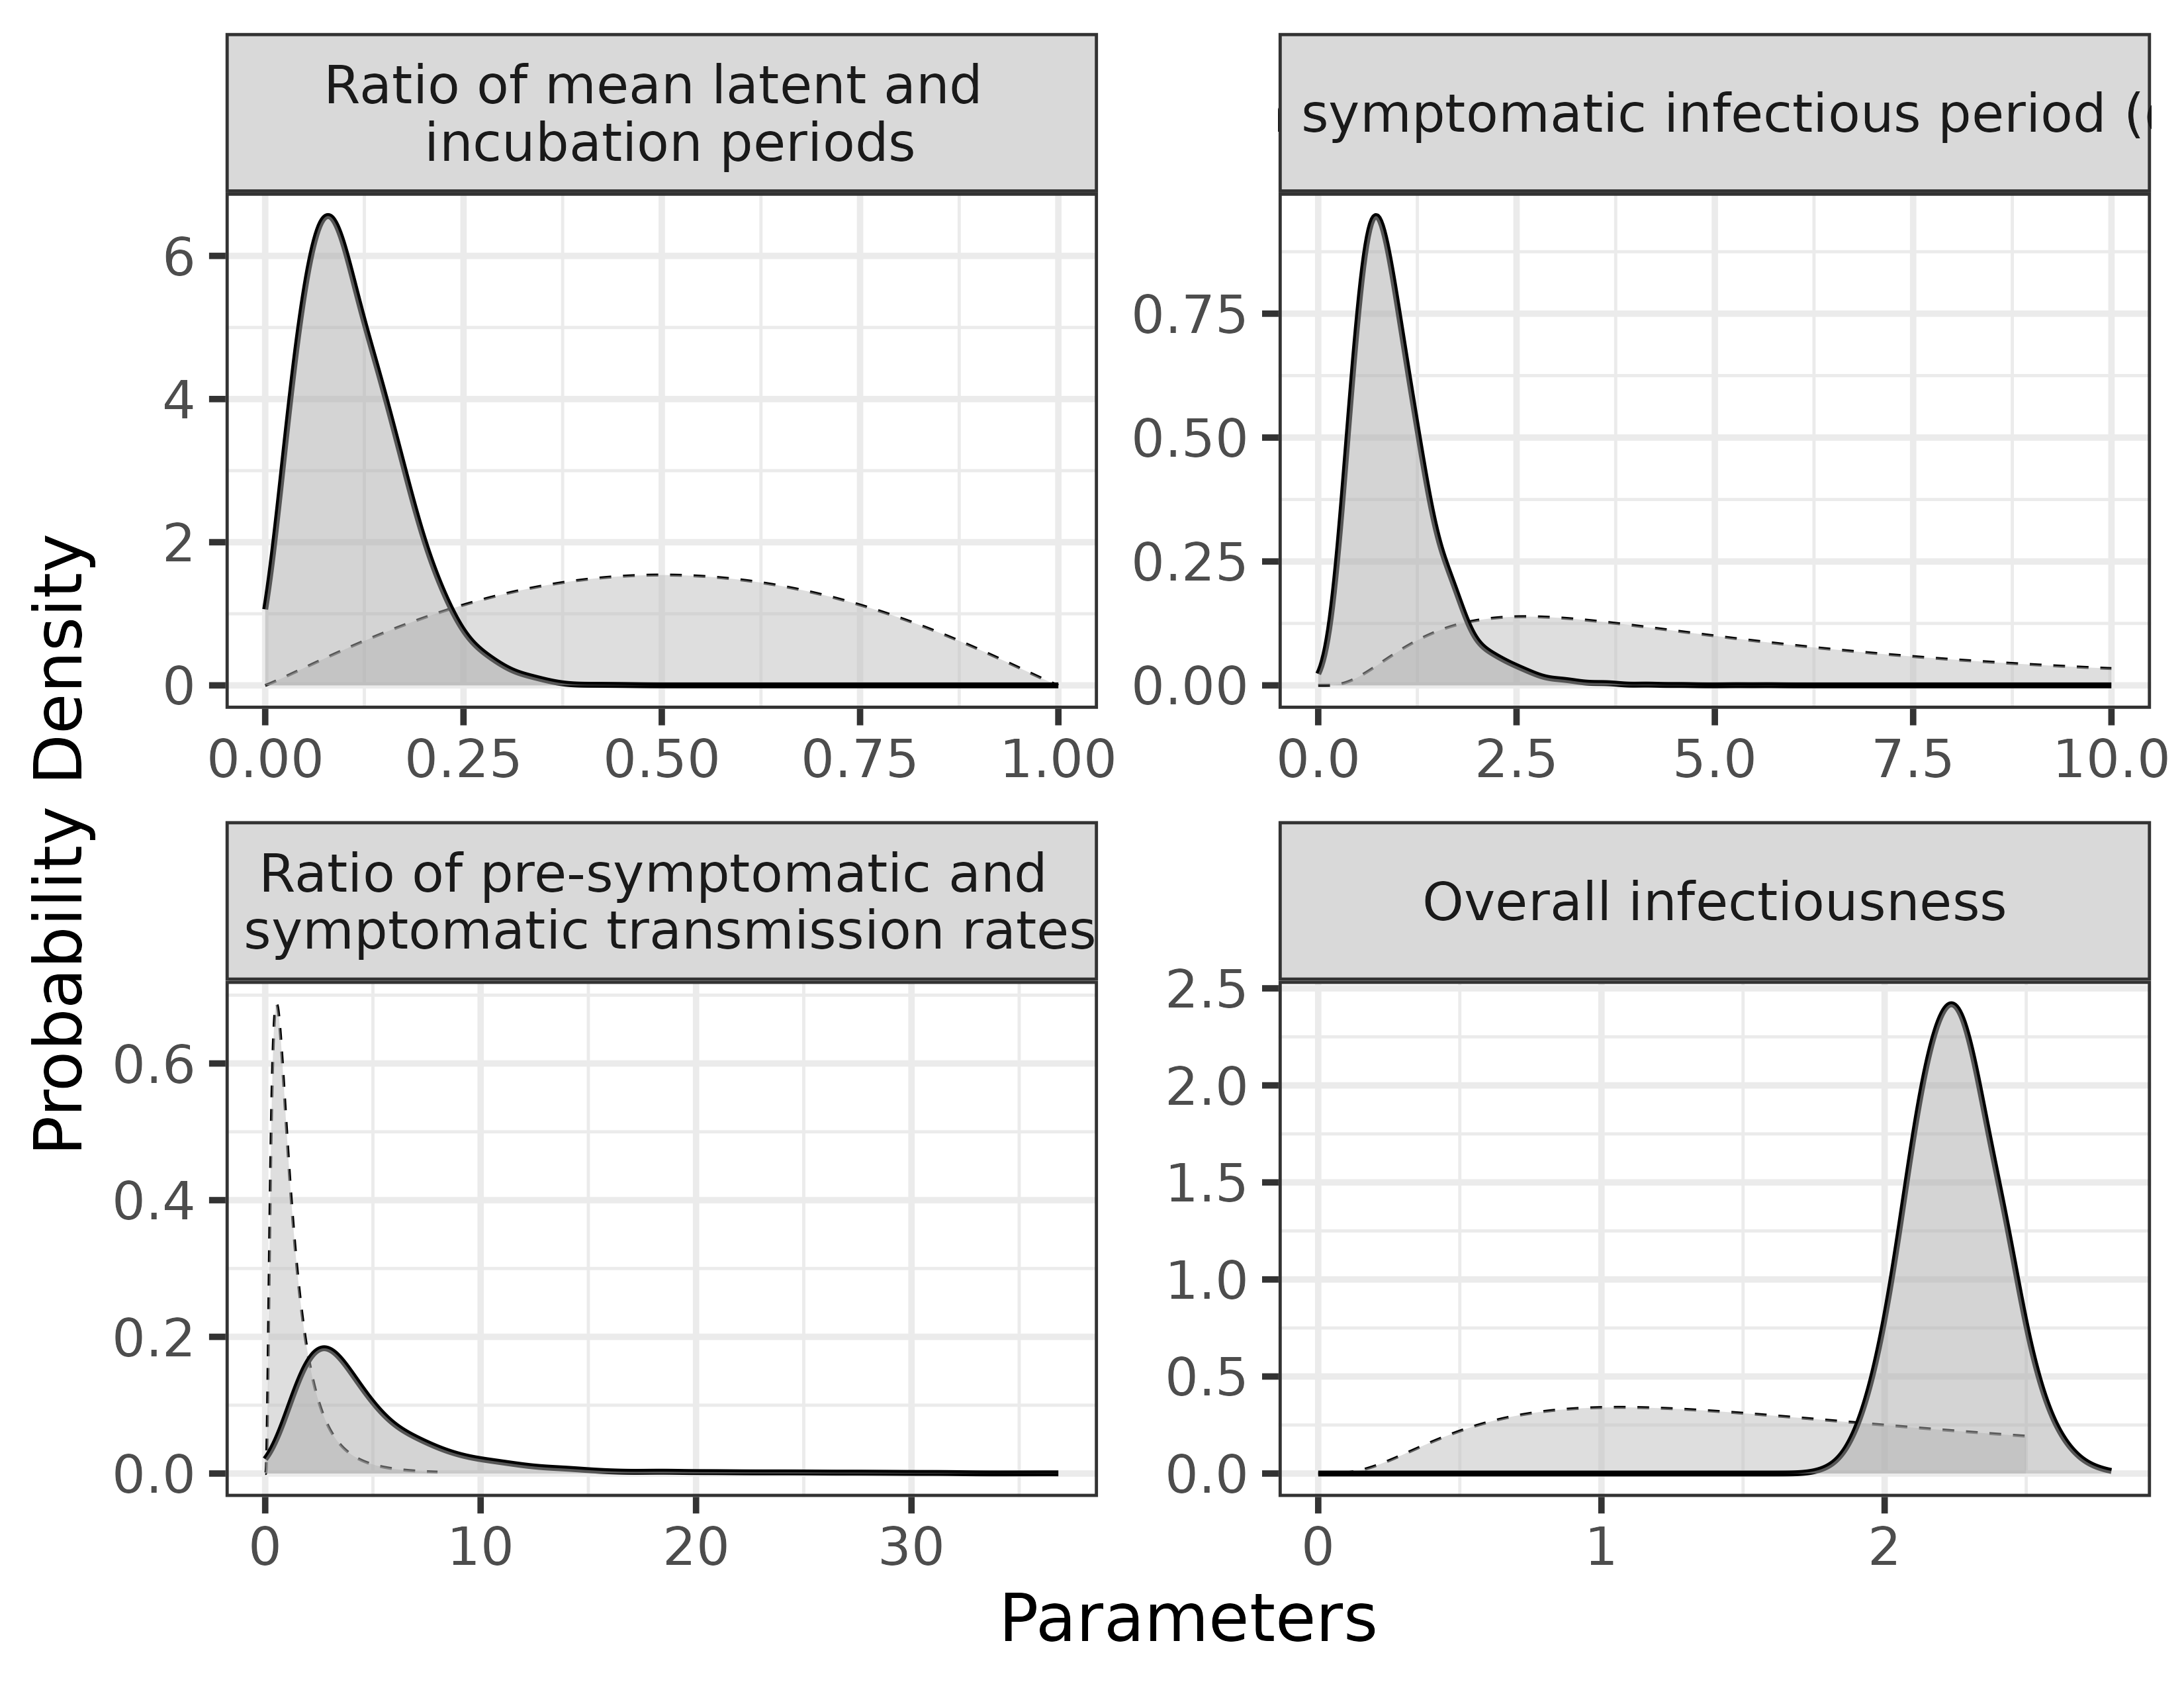 Ratio of mean latent and
incubation periods
symptomatic infectious period (
6
4
2
0
0.00 0.25 0.50 0.75 1.00
0.75
0.50
0.25
0.00
0.0 2.5 5.0 7.5 10.0
Ratio of pre-symptomatic and
symptomatic transmission rates
0.6
0.4
0.2
0.0
0 10 20 30
Overall infectiousness
2.5
2.0
1.5
1.0
0.5
0.0
0 1 2
Probability Density
Parameters